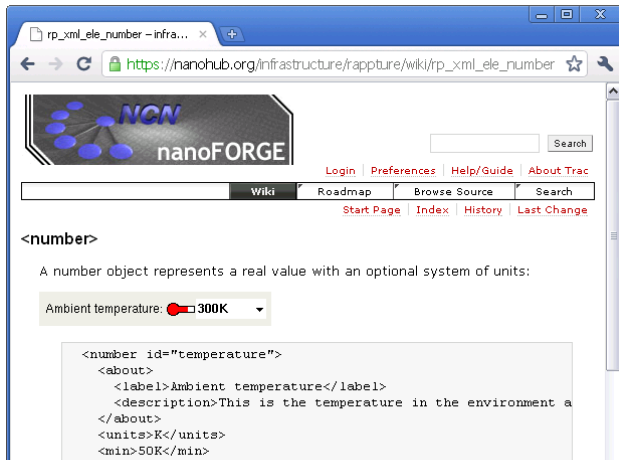 rp_xml_ele_number – infra...
https://nanohub.org/infrastructure/rappture/wiki/rp_xml_ele_number
NCN
nanoFORGE
Search
Login Preferences Help/Guide About Trac
Wiki Roadmap Browse Source Search
Start Page Index History Last Change
<number>
A number object represents a real value with an optional system of units:
Ambient temperature: 300K
<number id="temperature">
<about>
<label>Ambient temperature</label>
<description>This is the temperature in the environment a
</about>
<units>K</units>
<min>50K</min>